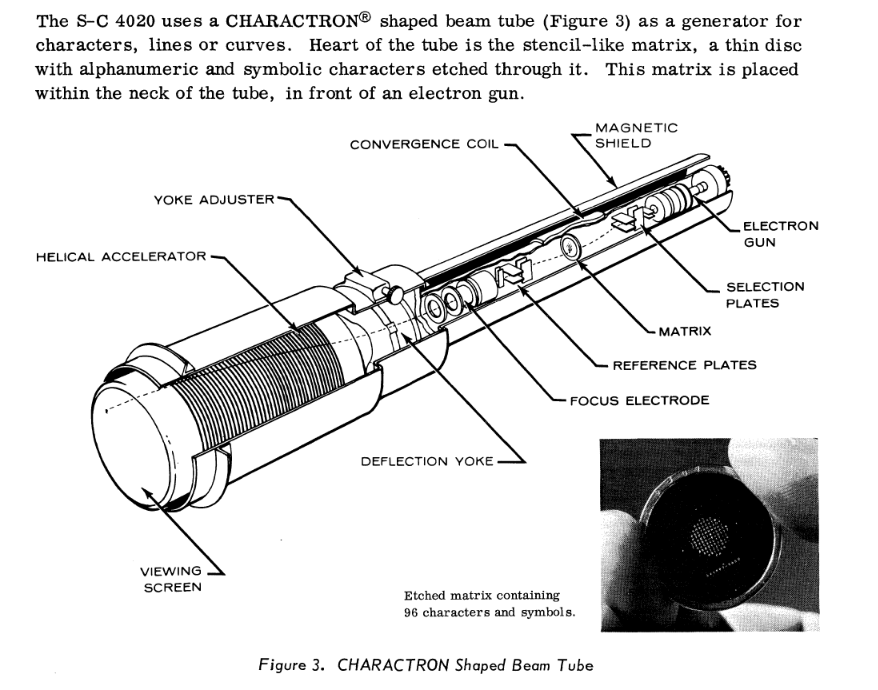 The S-C 4020 uses a CHARACTRON® shaped beam tube (Figure 3) as a generator for
characters, lines or curves. Heart of the tube is the stencil-like matrix, a thin disc
with alphanumeric and symbolic characters etched through it. This matrix is placed
within the neck of the tube, in front of an electron gun.
MAGNETIC
SHIELD
CONVERGENCE COIL
YOKE ADJUSTER
ELECTRON
GUN
HELICAL ACCELERATOR
SELECTION
PLATES
MATRIX
REFERENCE PLATES
FOCUS ELECTRODE
DEFLECTION YOKE
VIEWING
SCREEN
Etched matrix containing
96 characters and symbols.
Figure 3. CHARACTRON Shaped Beam Tube